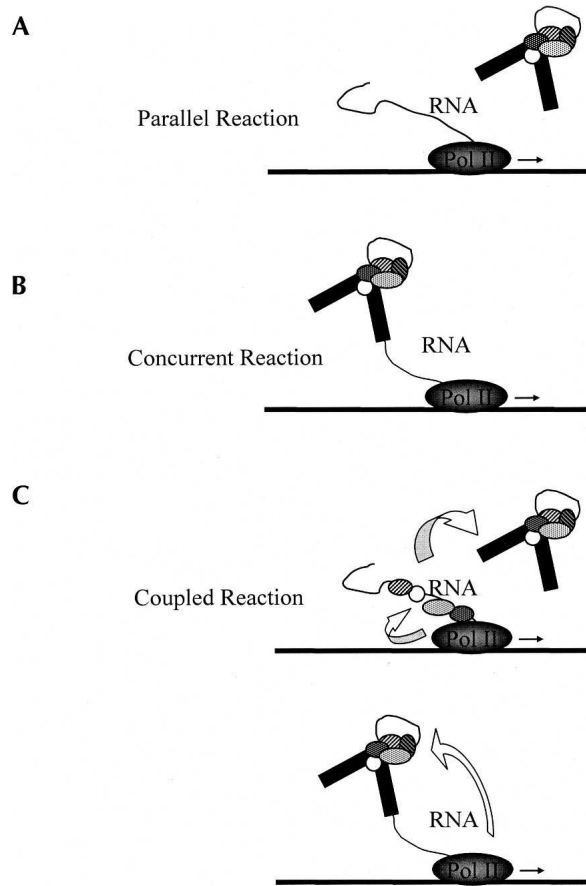 A
RNA
Parallel Reaction
Pol II
B
RNA
Concurrent Reaction
Pol II
C
RNA
Coupled Reaction
Pol II
RNA
Pol II